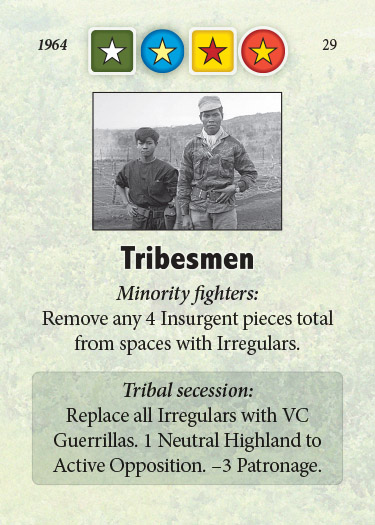 1964 29
Tribesmen
Minority fighters:
Remove any 4 Insurgent pieces total
from spaces with Irregulars.
Tribal secession:
Replace all Irregulars with VC
Guerrillas. 1 Neutral Highland to
Active Opposition. –3 Patronage.